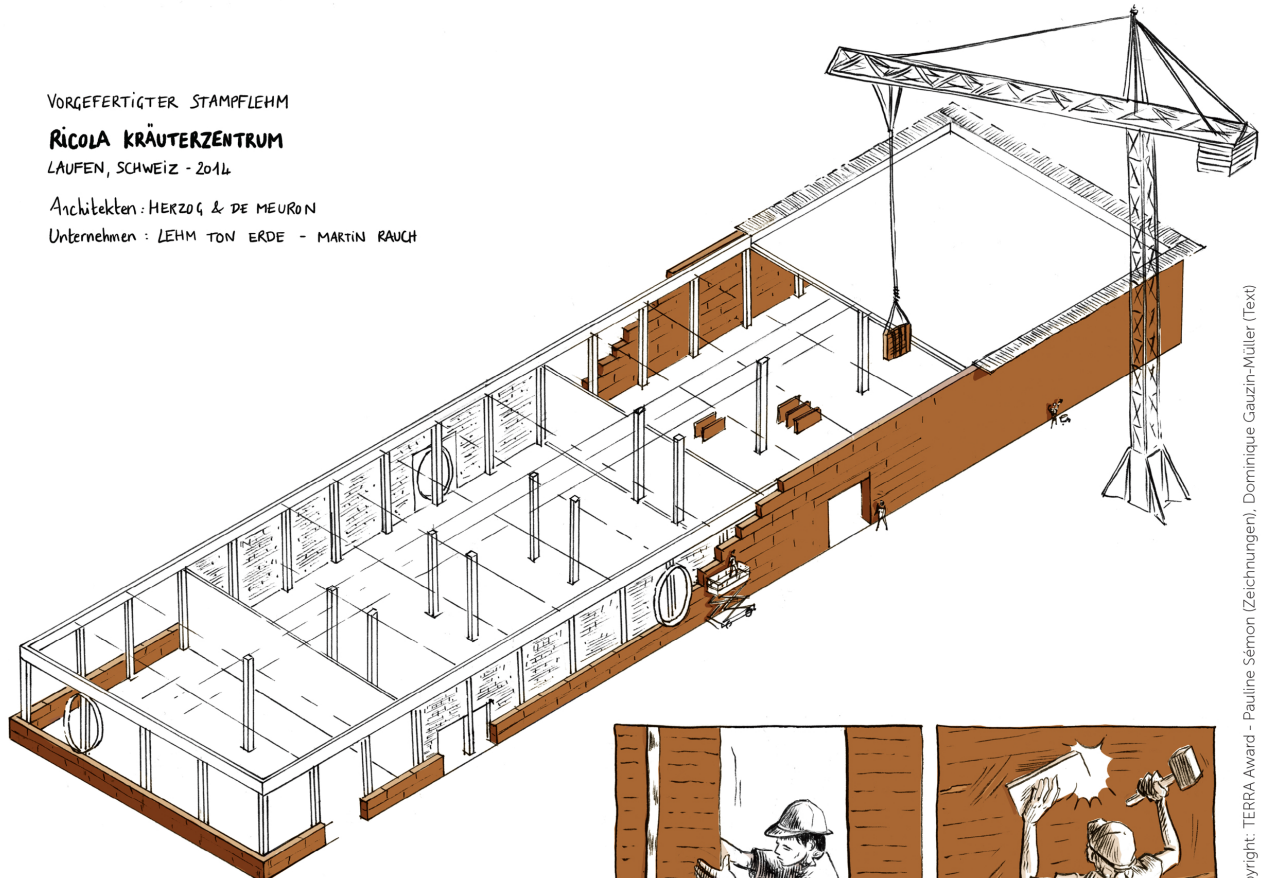 VORGEFERTIGTER STAMPFLEHM
RICOLA KRÄUTERZENTRUM
LAUFEN, SCHWEIZ - 2014
Architekten: HERZOG & DE MEURON
Unternehmen : LEHM TON ERDE - MARTIN RAUCH
yright: TERRA Award - Pauline Sémon (Zeichnungen), Dominique Gauzin-Müller (Text)